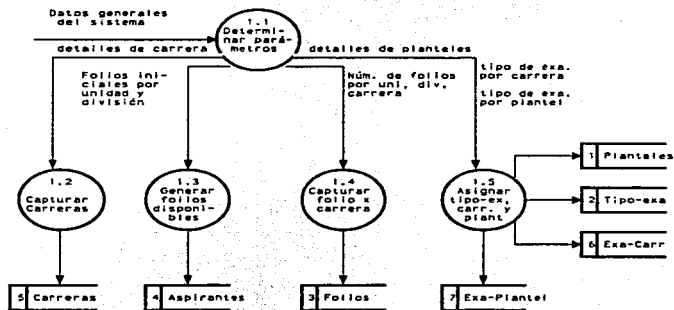 Datos generales
del sistema
1.1
Determi-
nar pará-
metros
detalles de carrera
detalles de planteles
Folios ini-
ciales por
unidad y
división
Núm. de folios
por uni, div,
carrera
tipo de exa.
por carrera
tipo de exa.
por plantel
1.2
Capturar
Carreras
1.3
Generar
folios
disponi-
bles
1.4
Capturar
folio x
carrera
1.5
Asignar
tipo-ex,
carr. y
plant
1 Planteles
2 Tipo-exa
6 Exa-Carr
5 Carreras
4 Aspirantes
3 Folios
7 Exa-Plantel